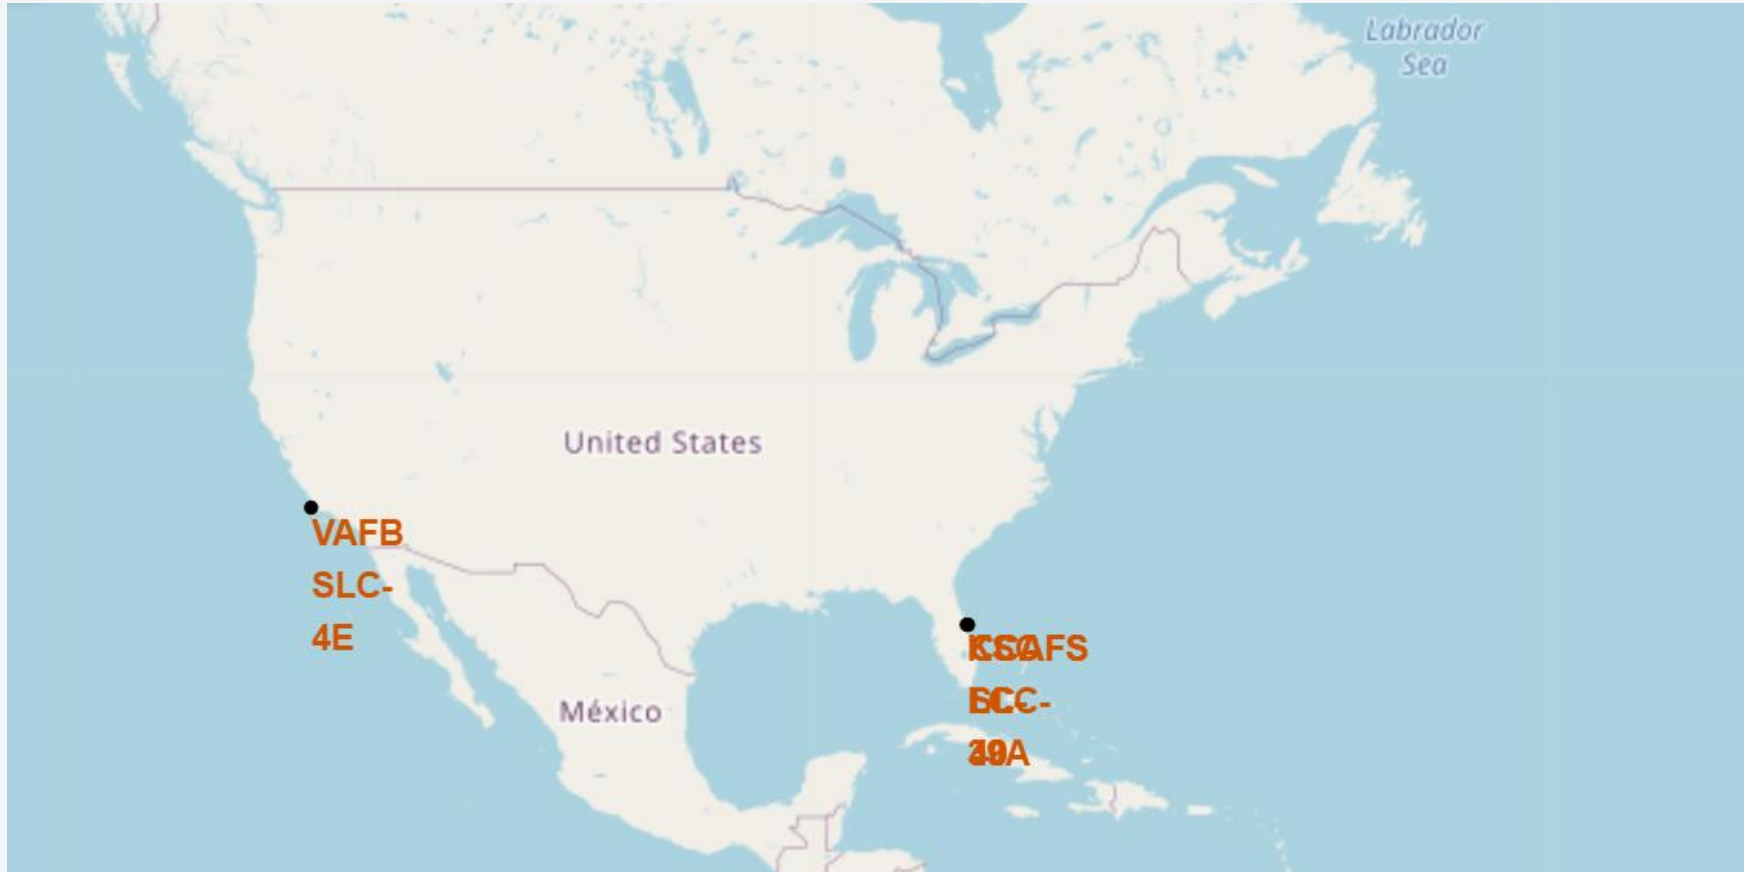 Labrador
Sea
United States
VAFB
SLC-
4E
México